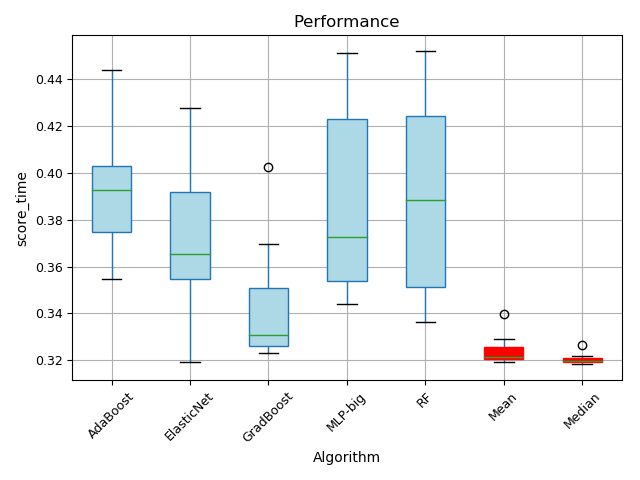 Performance
0.44
0.42
0.40
0.38
0.36
0.34
0.32
score_time
AdaBoost
ElasticNet
GradBoost
MLP-big
RF
Mean
Median
Algorithm